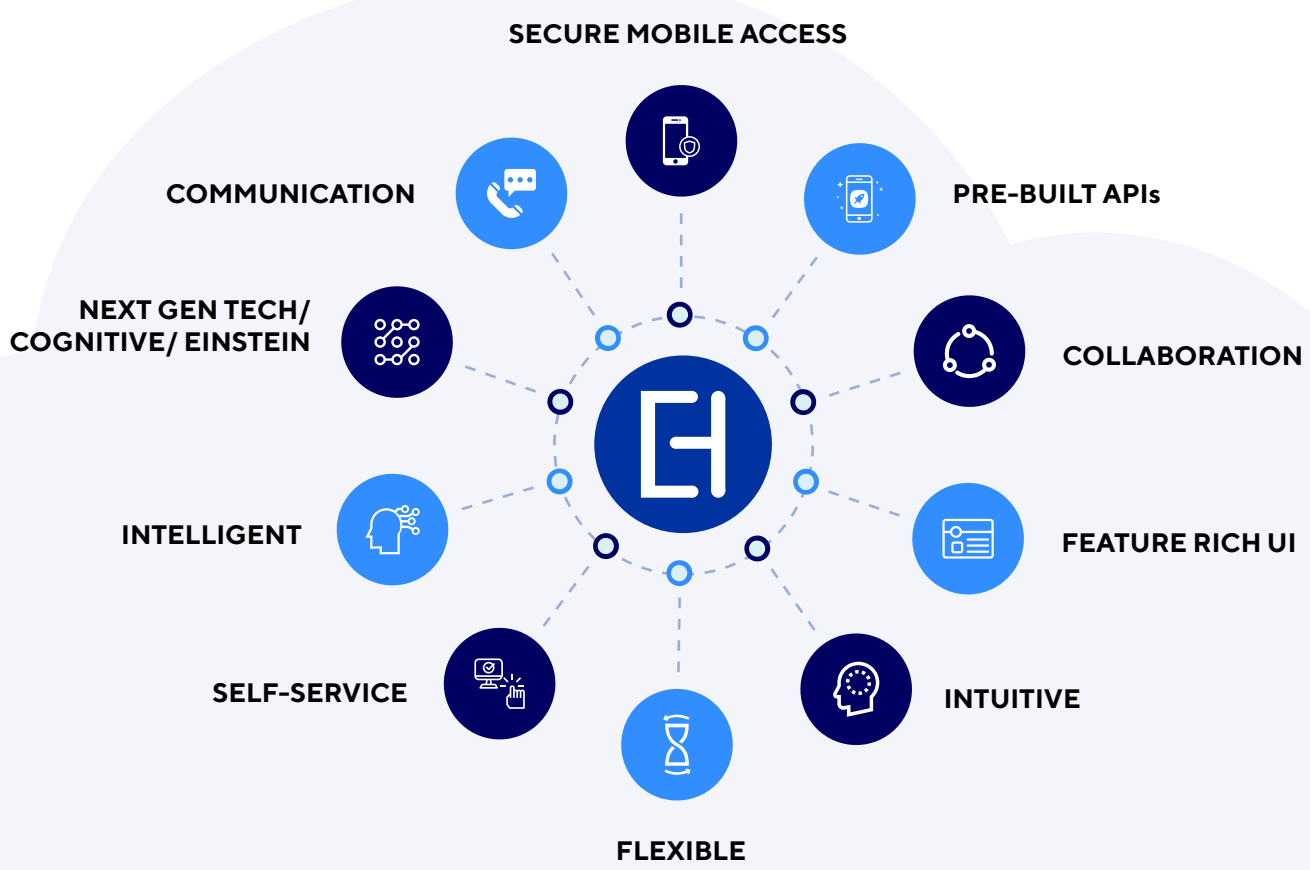 SECURE MOBILE ACCESS
COMMUNICATION
PRE-BUILT APIs
NEXT GEN TECH/
COGNITIVE/ EINSTEIN
COLLABORATION
EH
INTELLIGENT
FEATURE RICH UI
SELF-SERVICE
INTUITIVE
FLEXIBLE